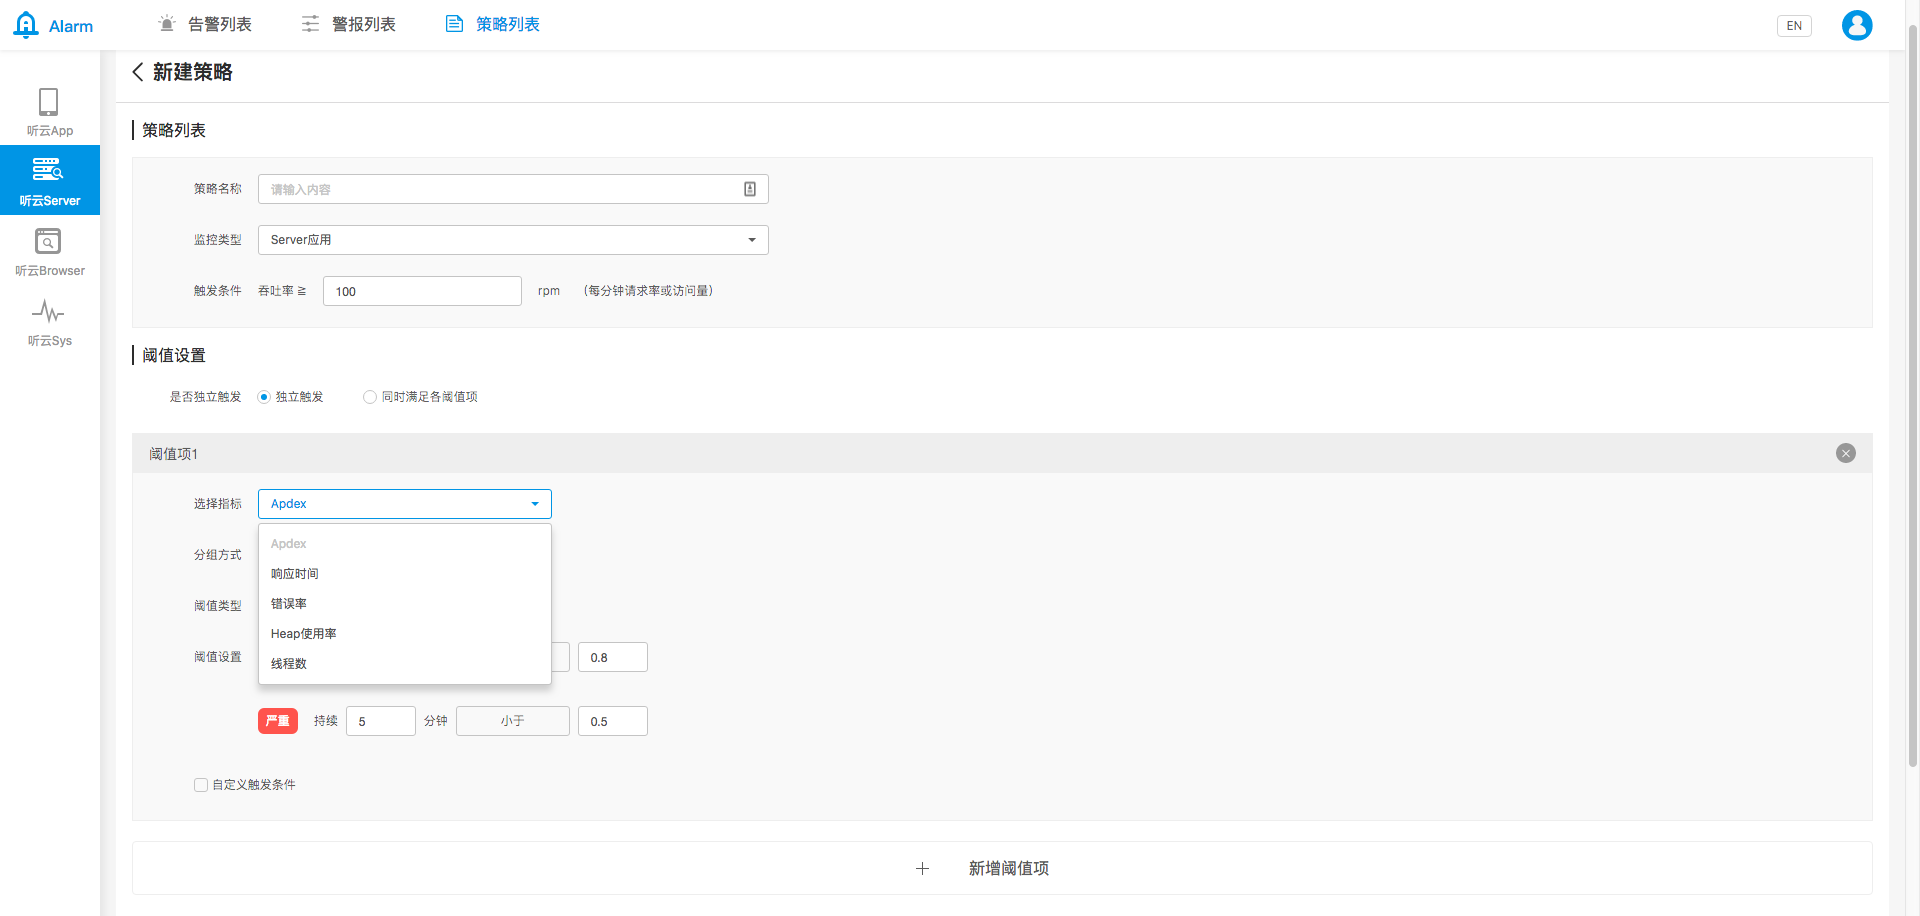 Alarm
告警列表
警报列表
策略列表
EN
听云App
听云Server
听云Browser
听云Sys
新建策略
策略列表
策略名称 请输入内容
监控类型 Server应用
触发条件 吞吐率 ≧ 100 rpm （每分钟请求率或访问量）
阈值设置
是否独立触发 独立触发 同时满足各阈值项
阈值项1
选择指标 Apdex
Apdex
分组方式
响应时间
阈值类型
错误率
Heap使用率
阈值设置 0.8
线程数
严重 持续 5 分钟 小于 0.5
自定义触发条件
新增阈值项